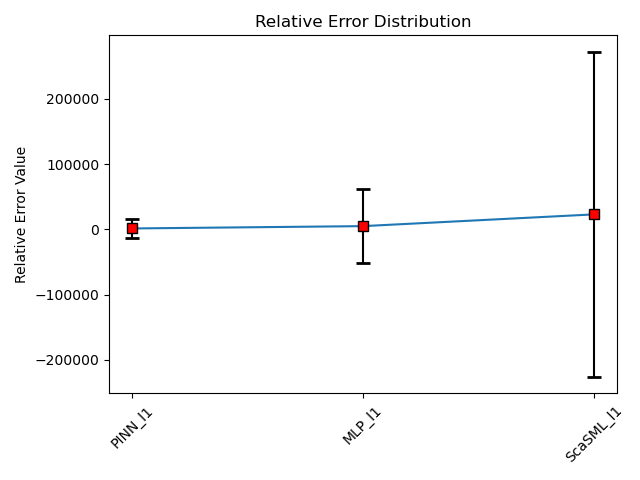 Relative Error Distribution
Relative Error Value
200000
100000
0
−100000
−200000
PINN_l1
MLP_l1
ScaSML_l1